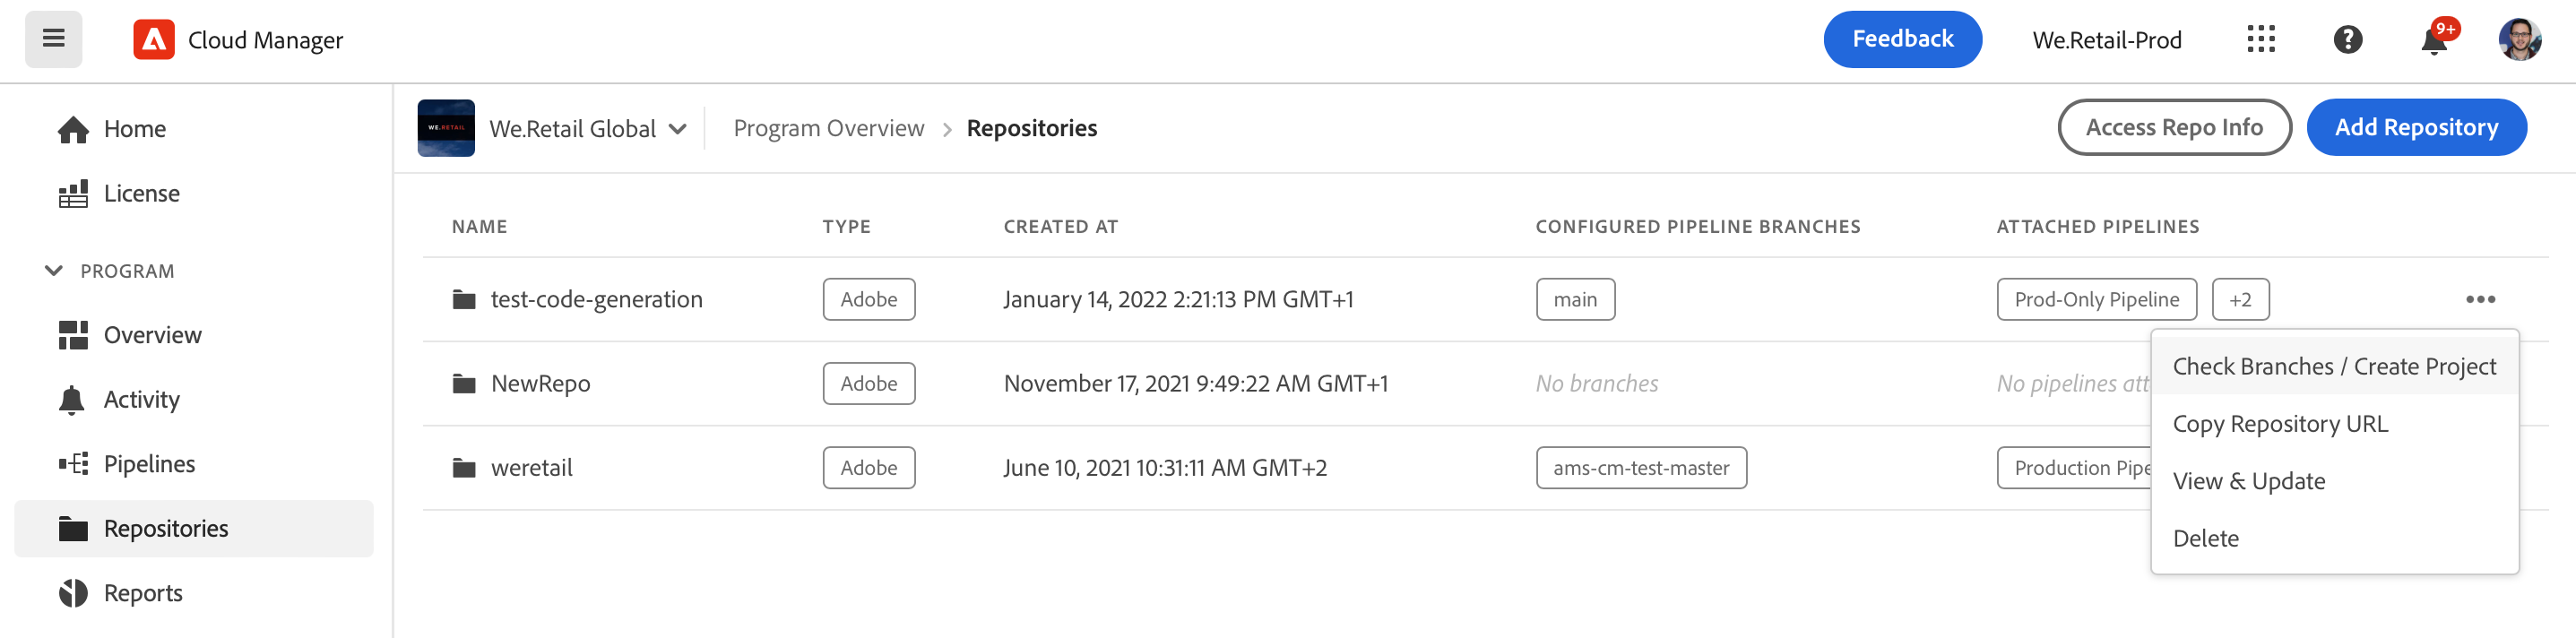 Cloud Manager
Feedback
We.Retail-Prod
?
9+
Home
License
PROGRAM
Overview
Activity
Pipelines
Repositories
Reports
WE.RETAIL
We.Retail Global
Program Overview > Repositories
Access Repo Info
Add Repository
NAME TYPE CREATED AT CONFIGURED PIPELINE BRANCHES ATTACHED PIPELINES
test-code-generation Adobe January 14, 2022 2:21:13 PM GMT+1 main Prod-Only Pipeline +2
NewRepo Adobe November 17, 2021 9:49:22 AM GMT+1 No branches No pipelines att
weretail Adobe June 10, 2021 10:31:11 AM GMT+2 ams-cm-test-master Production Pipe
Check Branches / Create Project
Copy Repository URL
View & Update
Delete